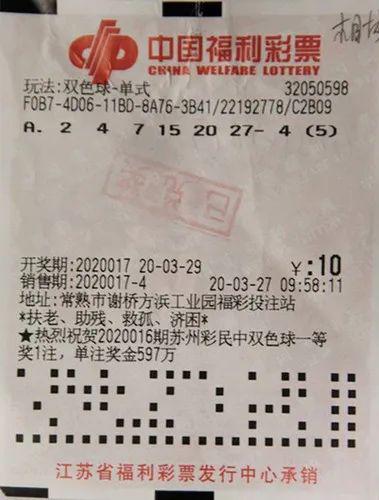 中国福利彩票
CHINA WELFARE LOTTERY
玩法:双色球-单式 32050598
F0B7-4D06-11BD-8A76-3B41/22192778/C2B09
A. 2 4 7 15 20 27- 4 (5)
开奖期:2020017 20-03-29 ¥:10
销售期:2020017-4 20-03-27 09:58:11
地址:常熟市谢桥方浜工业园福彩投注站
*扶老、助残、救孤、济困*
★热烈祝贺2020016期苏州彩民中双色球一等
奖1注,单注奖金597万
江苏省福利彩票发行中心承销